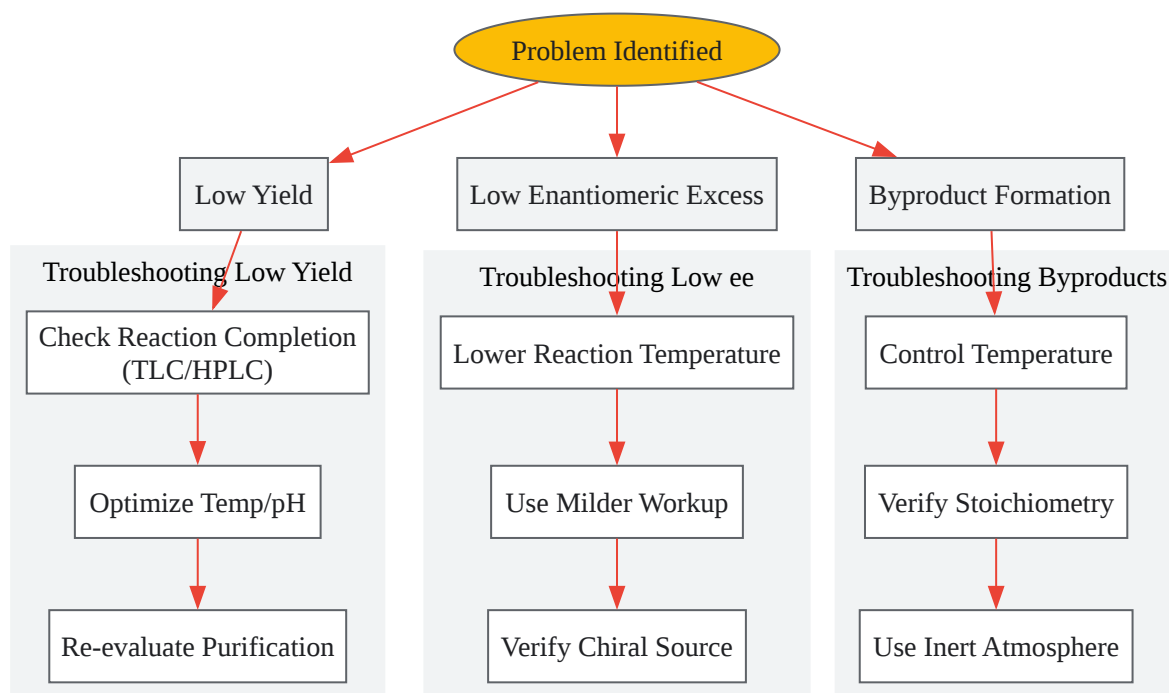 Problem Identified
Low Yield
Low Enantiomeric Excess
Byproduct Formation
Troubleshooting Low Yield
Check Reaction Completion
(TLC/HPLC)
Optimize Temp/pH
Re-evaluate Purification
Troubleshooting Low ee
Lower Reaction Temperature
Use Milder Workup
Verify Chiral Source
Troubleshooting Byproducts
Control Temperature
Verify Stoichiometry
Use Inert Atmosphere